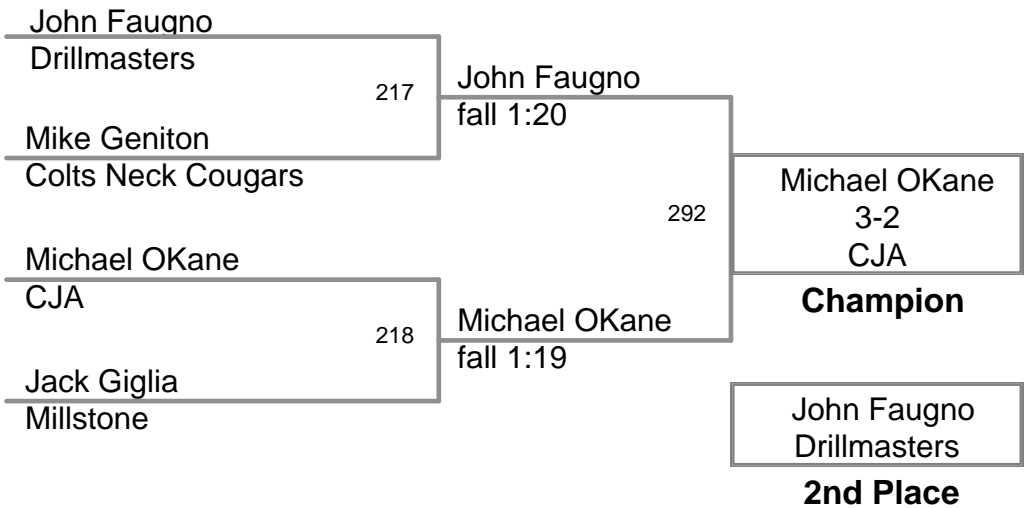 John Faugno
Drillmasters
217
Mike Geniton
Colts Neck Cougars
John Faugno
fall 1:20
Michael OKane
CJA
218
Jack Giglia
Millstone
Michael OKane
fall 1:19
292
Michael OKane
3-2
CJA
Champion
John Faugno
Drillmasters
2nd Place